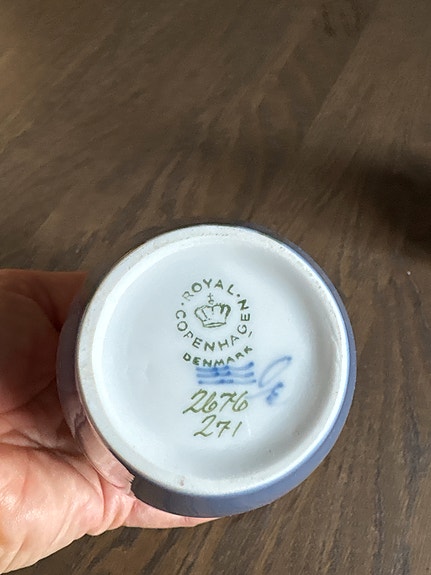 ·ROYAL·
COPENHAGEN
DENMARK
2676
271